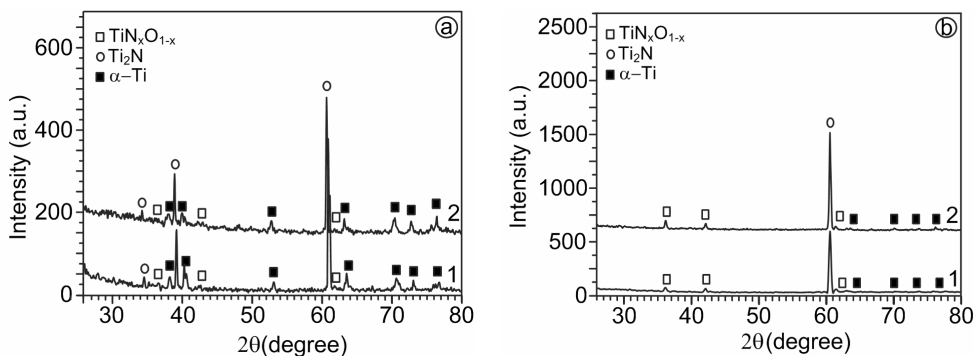 ⓐ
TiNₓO₁₋ₓ
Ti₂N
α–Ti
Intensity (a.u.)
600
400
200
0
2
1
30 40 50 60 70 80
2θ(degree)
ⓑ
TiNₓO₁₋ₓ
Ti₂N
α–Ti
Intensity (a.u.)
2500
2000
1500
1000
500
0
2
1
30 40 50 60 70 80
2θ(degree)